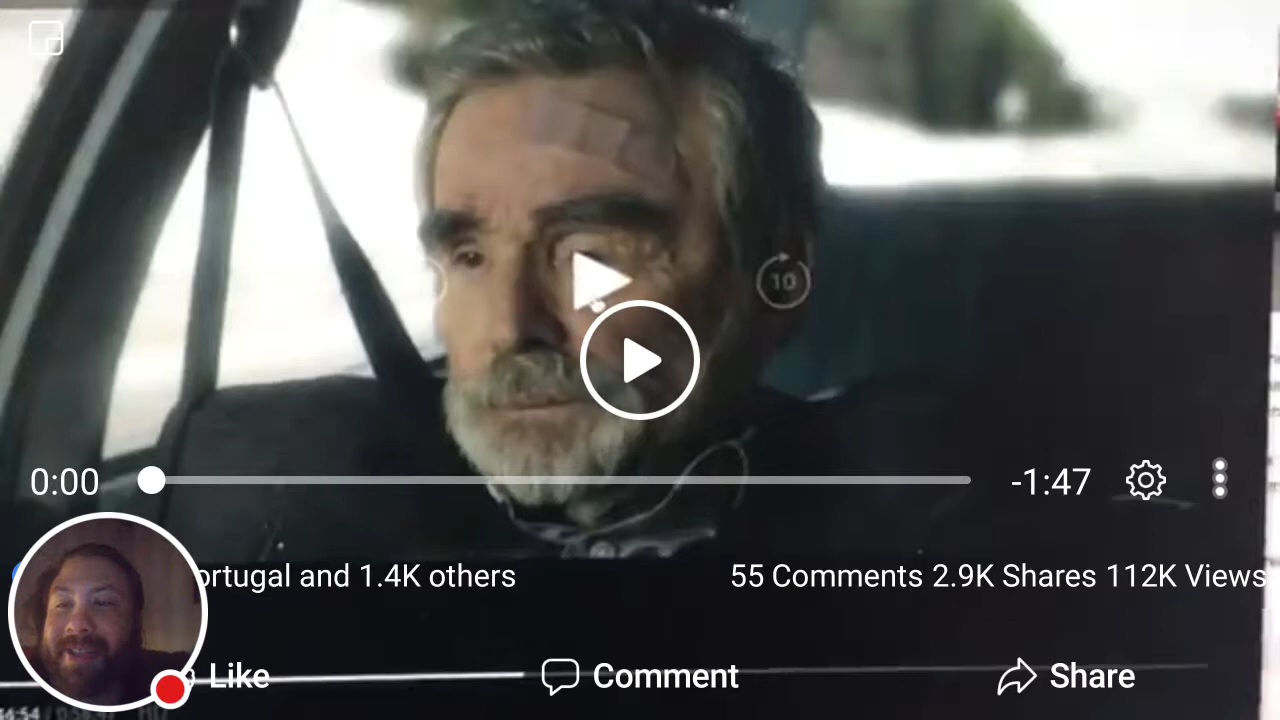 10
0:00
-1:47
ortugal and 1.4K others
55 Comments 2.9K Shares 112K Views
Like
Comment
Share